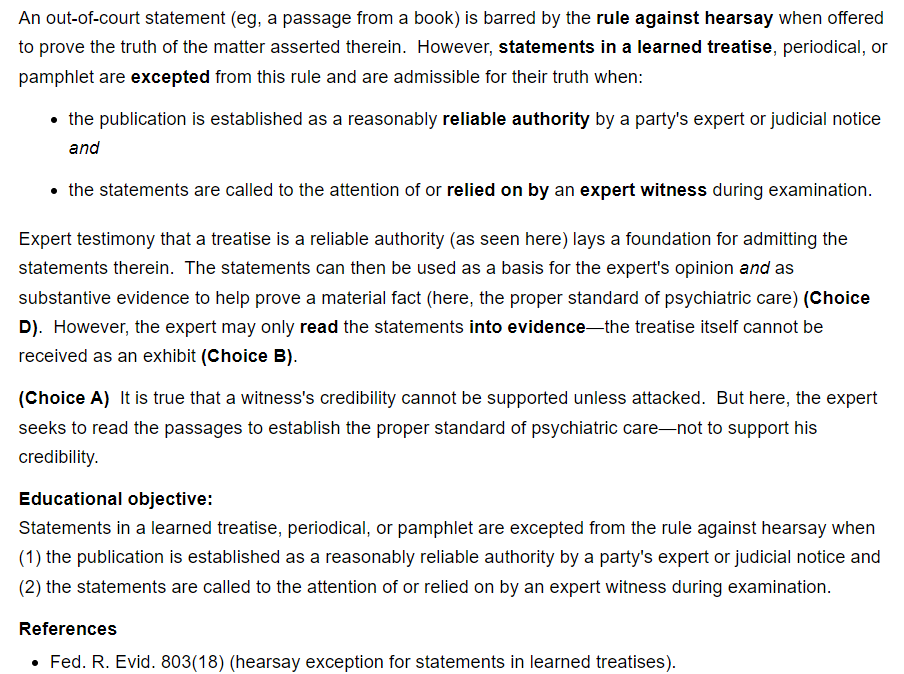 An out-of-court statement (eg, a passage from a book) is barred by the rule against hearsay when offered
to prove the truth of the matter asserted therein.  However, statements in a learned treatise, periodical, or
pamphlet are excepted from this rule and are admissible for their truth when:
• the publication is established as a reasonably reliable authority by a party's expert or judicial notice
and
• the statements are called to the attention of or relied on by an expert witness during examination.
Expert testimony that a treatise is a reliable authority (as seen here) lays a foundation for admitting the
statements therein.  The statements can then be used as a basis for the expert's opinion and as
substantive evidence to help prove a material fact (here, the proper standard of psychiatric care) (Choice
D).  However, the expert may only read the statements into evidence—the treatise itself cannot be
received as an exhibit (Choice B).
(Choice A)  It is true that a witness's credibility cannot be supported unless attacked.  But here, the expert
seeks to read the passages to establish the proper standard of psychiatric care—not to support his
credibility.
Educational objective:
Statements in a learned treatise, periodical, or pamphlet are excepted from the rule against hearsay when
(1) the publication is established as a reasonably reliable authority by a party's expert or judicial notice and
(2) the statements are called to the attention of or relied on by an expert witness during examination.
References
• Fed. R. Evid. 803(18) (hearsay exception for statements in learned treatises).